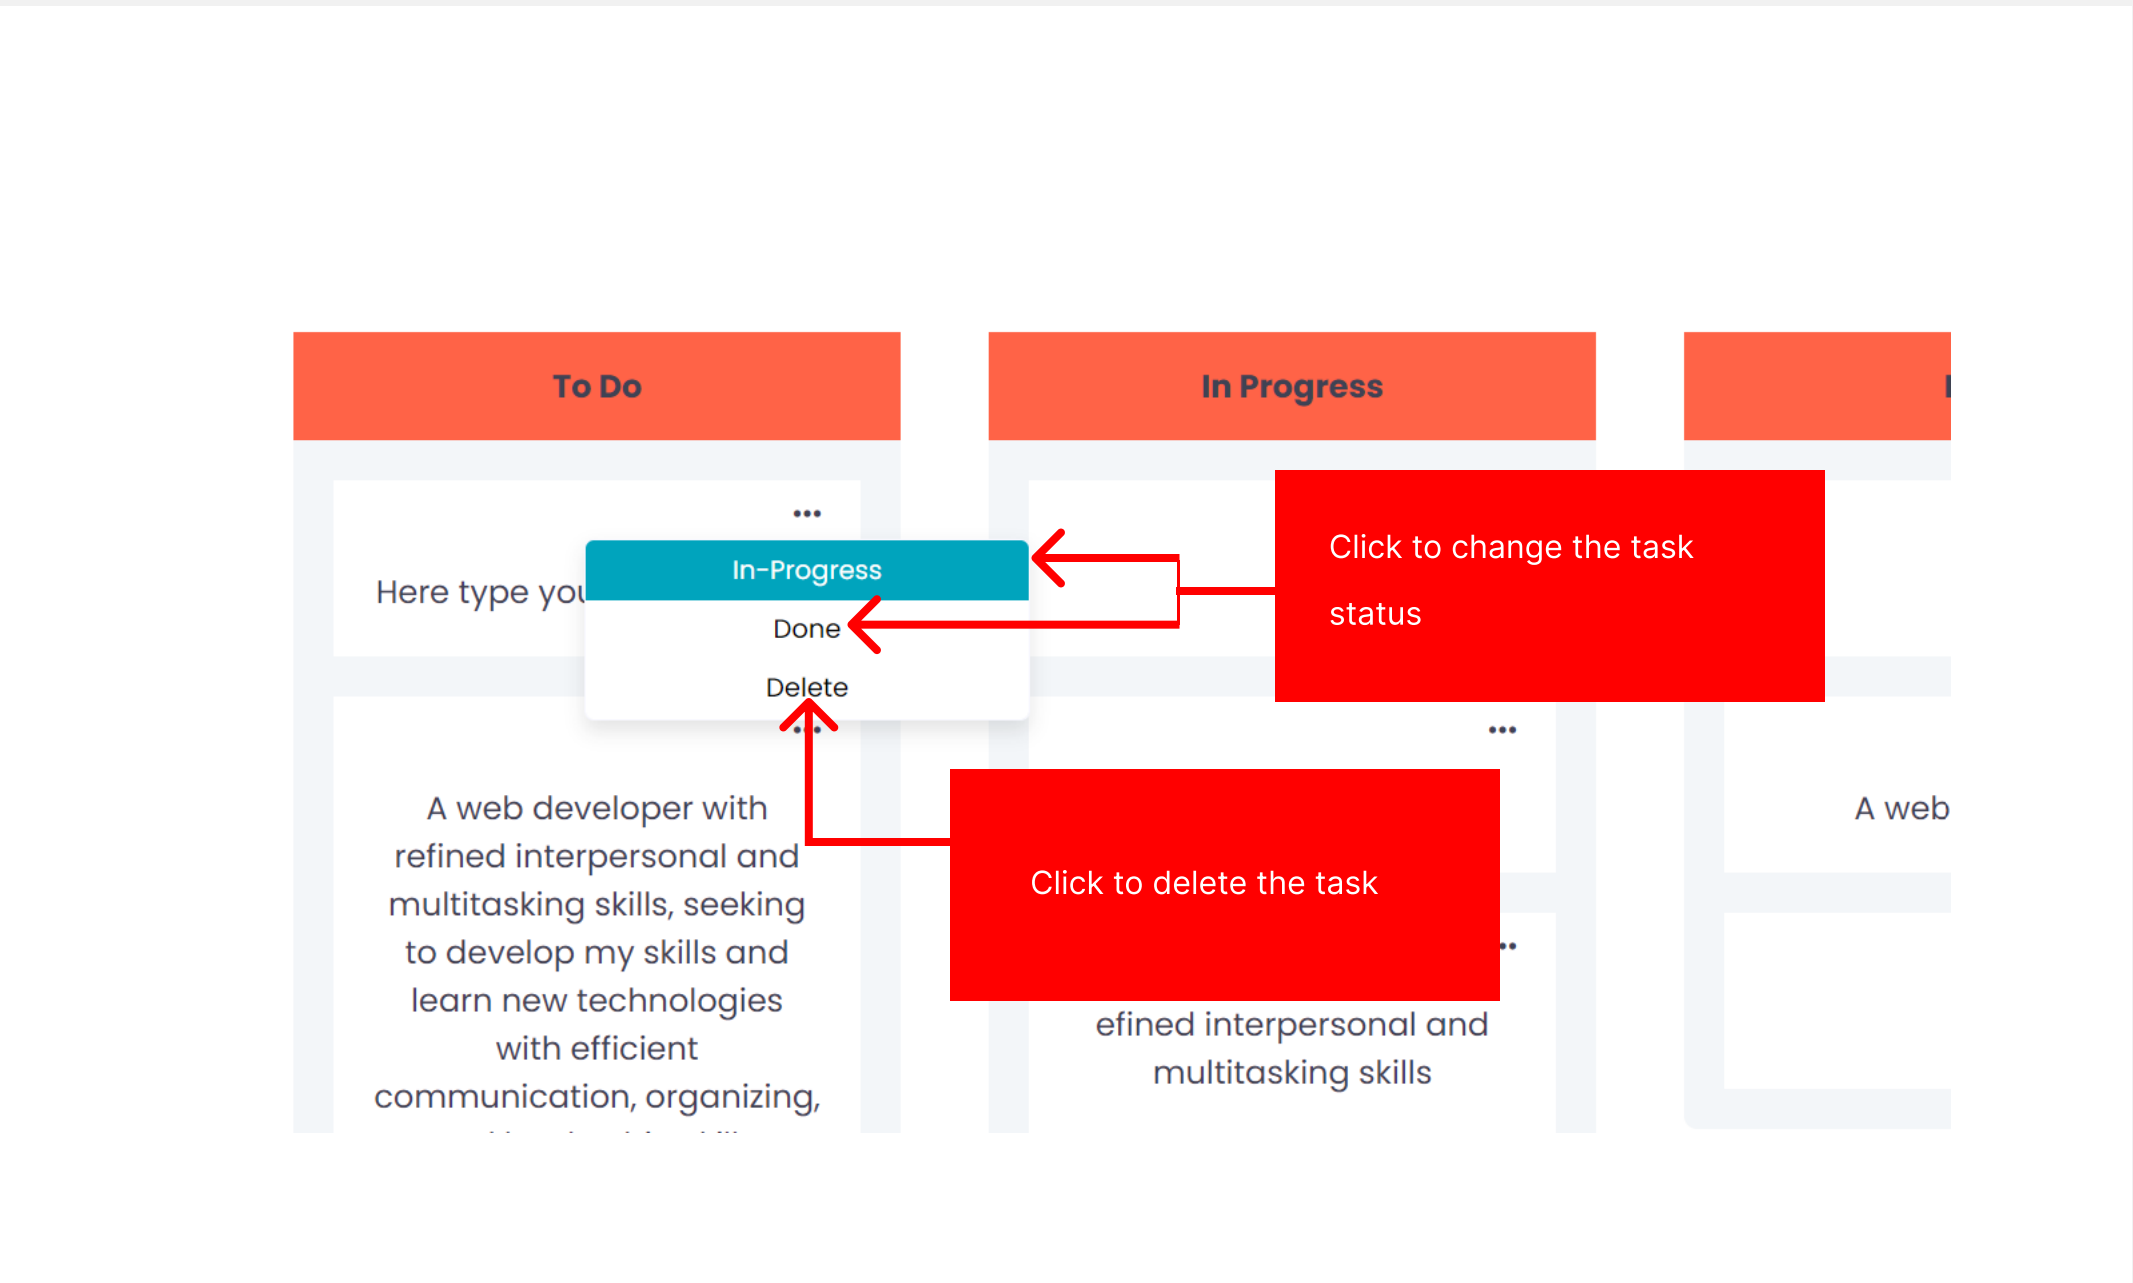 To Do
In Progress
Here type
In-Progress
Done
Delete
Click to change the task
status
A web developer with
refined interpersonal and
multitasking skills, seeking
to develop my skills and
learn new technologies
with efficient
communication, organizing,
Click to delete the task
efined interpersonal and
multitasking skills
A web